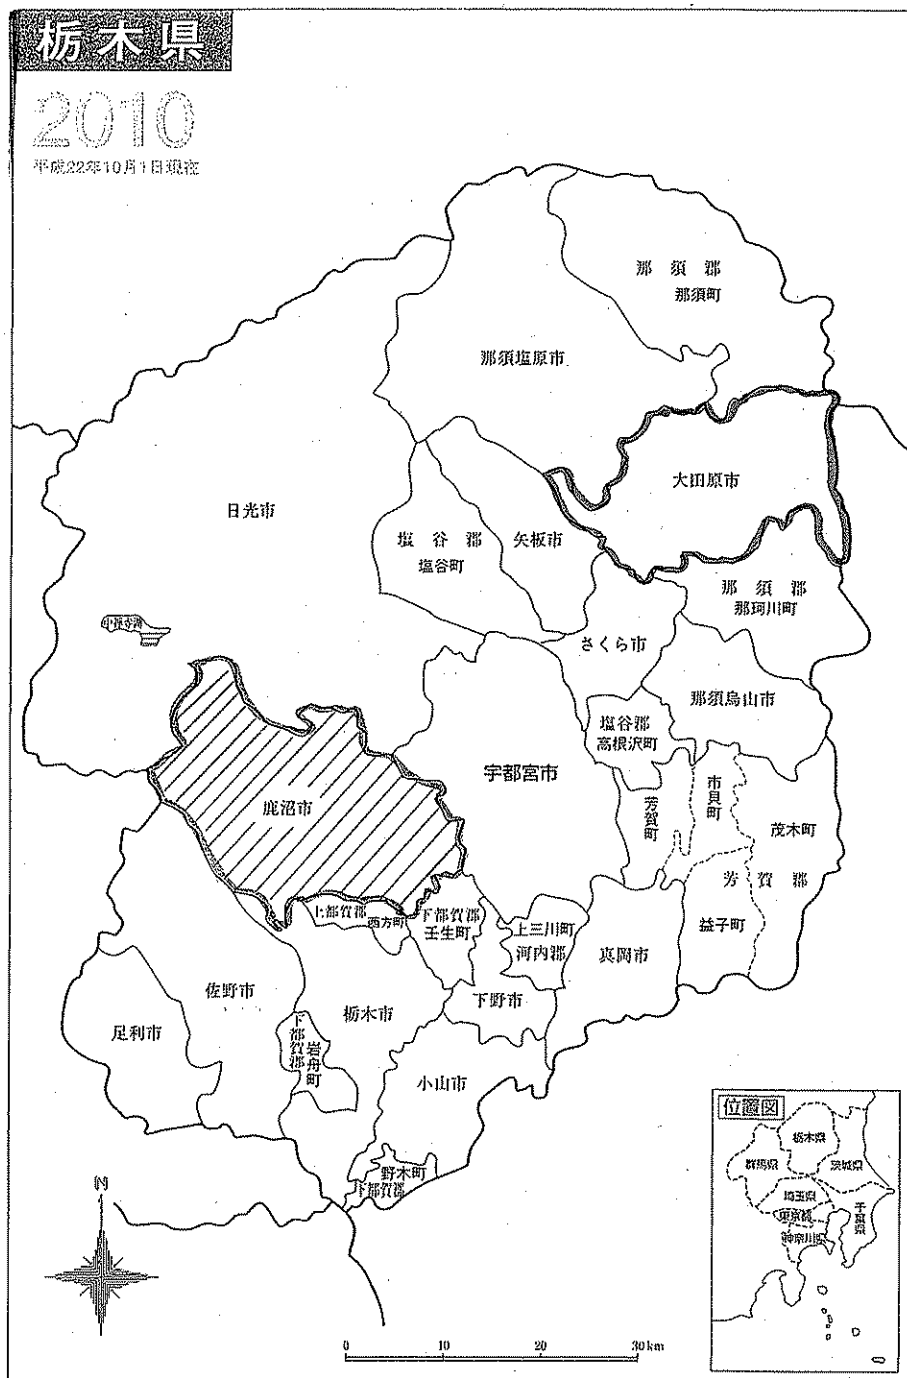 栃木県
2010
平成22年10月1日現在
那須郡
那須町
那須塩原市
大田原市
日光市
塩谷郡
塩谷町
矢板市
那須郡
那珂川町
中禅寺湖
さくら市
那須烏山市
塩谷郡
高根沢町
宇都宮市
市貝町
芳賀町
茂木町
鹿沼市
芳賀郡
上都賀郡
西方町
下都賀郡
壬生町
上三川町
河内郡
益子町
真岡市
佐野市
栃木市
下野市
足利市
下都賀郡
岩舟町
小山市
野木町
下都賀郡
N
0 10 20 30km
位置図
栃木県
群馬県
茨城県
埼玉県
東京都
千葉県
神奈川県